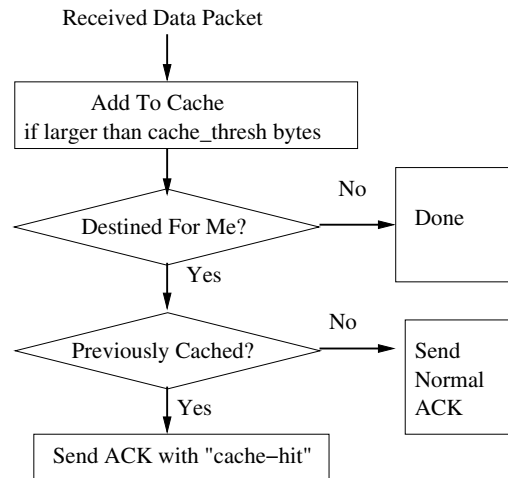 Received Data Packet
Add To Cache
if larger than cache_thresh bytes
No
Destined For Me?
Done
Yes
No
Previously Cached?
Send
Normal
ACK
Yes
Send ACK with "cache-hit"